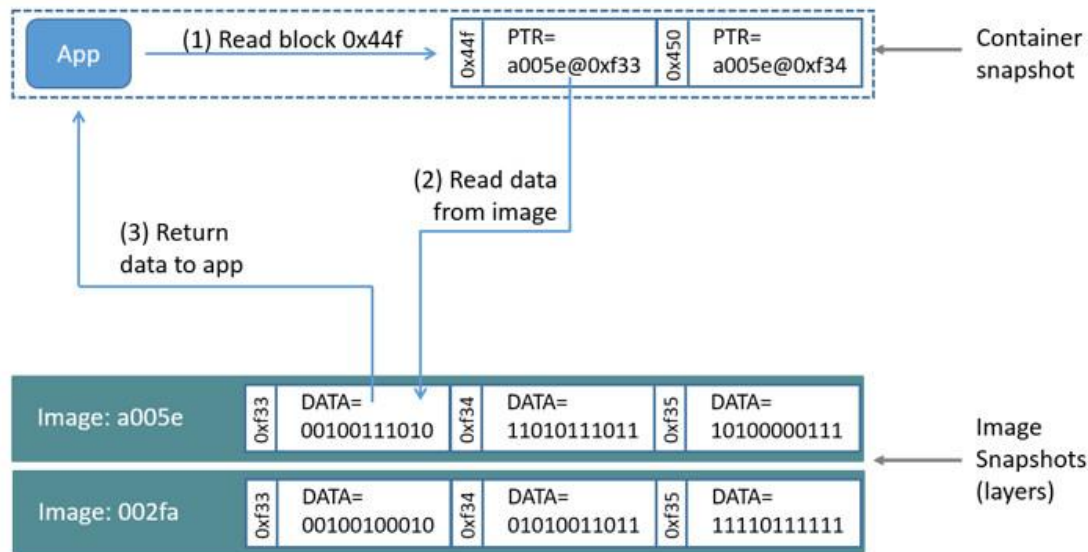 App
(1) Read block 0x44f
0x44f
PTR=
a005e@0xf33
0x450
PTR=
a005e@0xf34
Container
snapshot
(2) Read data
from image
(3) Return
data to app
Image: a005e
0xf33
DATA=
00100111010
0xf34
DATA=
11010111011
0xf35
DATA=
10100000111
Image
Snapshots
(layers)
Image: 002fa
0xf33
DATA=
00100100010
0xf34
DATA=
01010011011
0xf35
DATA=
11110111111